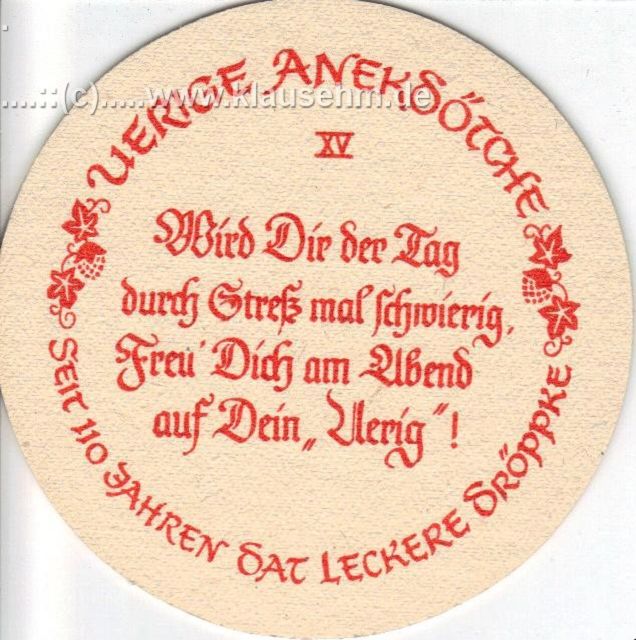 .....::(c).....www.klausehm.de
UERIGE ANEKSÖTCHE
XV
Wird Dir der Tag
durch Streß mal schwierig,
Freu' Dich am Abend
auf Dein „Uerig"!
SEIT 110 JAHREN DAT LECKERE DRÖPPKE